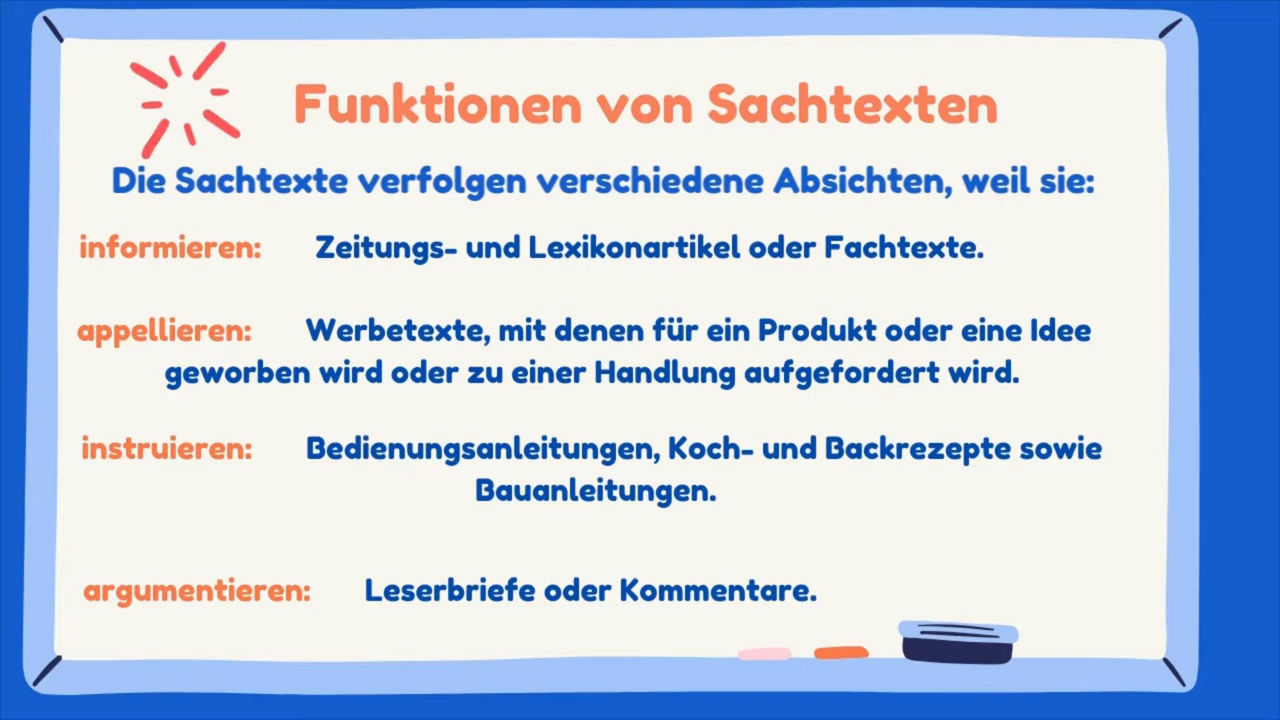 Funktionen von Sachtexten
Die Sachtexte verfolgen verschiedene Absichten, weil sie:
informieren: Zeitungs- und Lexikonartikel oder Fachtexte.
appellieren: Werbetexte, mit denen für ein Produkt oder eine Idee
geworben wird oder zu einer Handlung aufgefordert wird.
instruieren: Bedienungsanleitungen, Koch- und Backrezepte sowie
Bauanleitungen.
argumentieren: Leserbriefe oder Kommentare.